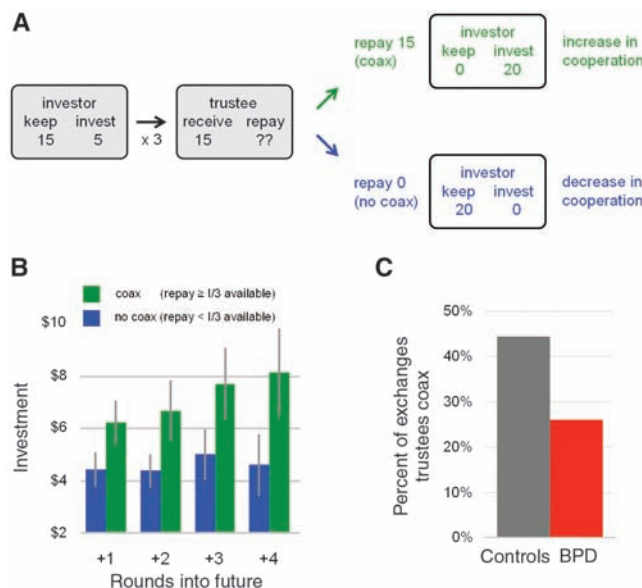 A
investor
keep invest
15 5
x 3
trustee
receive repay
15 ??
repay 15
(coax)
investor
keep invest
0 20
increase in
cooperation
repay 0
(no coax)
investor
keep invest
20 0
decrease in
cooperation
B
coax (repay ≥ 1/3 available)
no coax (repay < 1/3 available)
Investment
$10
$8
$6
$4
$2
+1 +2 +3 +4
Rounds into future
C
Percent of exchanges
trustees coax
50%
40%
30%
20%
10%
0%
Controls BPD